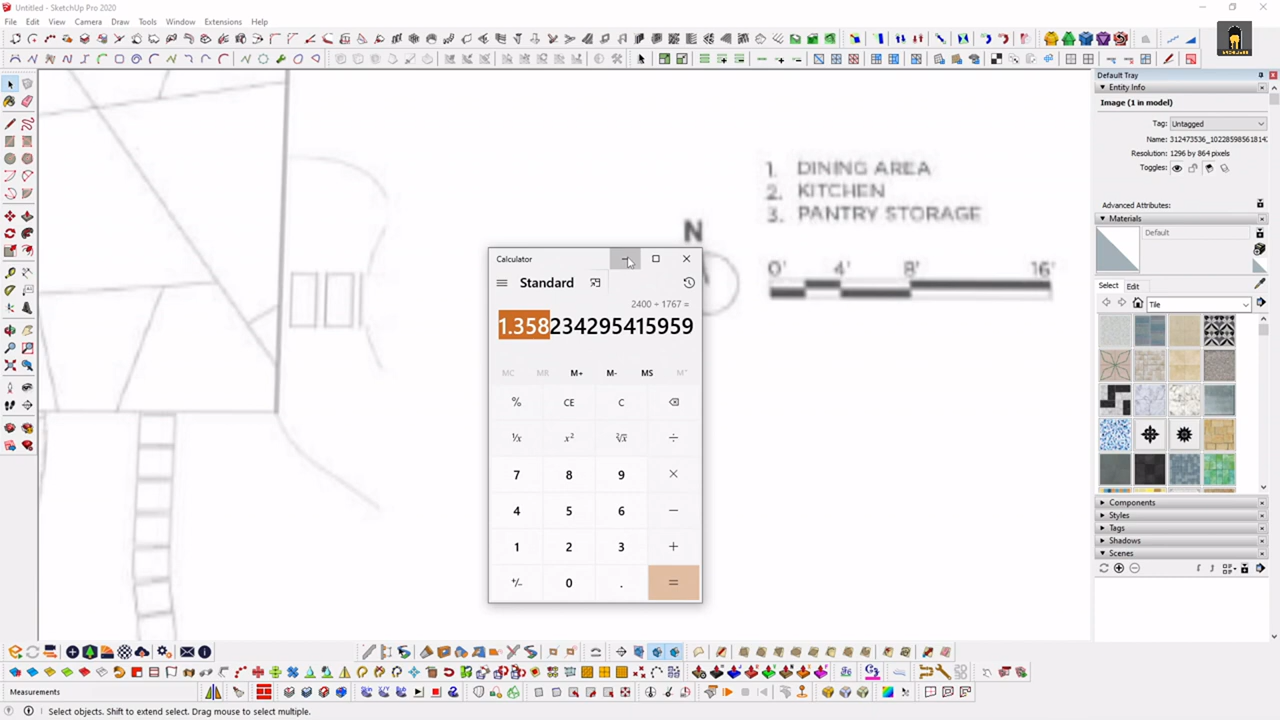 Untitled - SketchUp Pro 2020
File Edit View Camera Draw Tools Window Extensions Help
Default Tray
Entity Info
Image (1 in model)
Tag: Untagged
Name: 312473536_1022859856181
Resolution: 1296 by 864 pixels
Toggles:
Advanced Attributes:
Materials
Default
Select Edit
Tile
Components
Styles
Tags
Shadows
Scenes
1. DINING AREA
2. KITCHEN
3. PANTRY STORAGE
N
0' 4' 8' 16'
Calculator
Standard
2400 ÷ 1767 =
1.358234295415959
MC MR M+ M- MS M˅
% CE C
¹/x x² ²√x ÷
7 8 9 ×
4 5 6 −
1 2 3 +
+/- 0 . =
Measurements
Select objects. Shift to extend select. Drag mouse to select multiple.